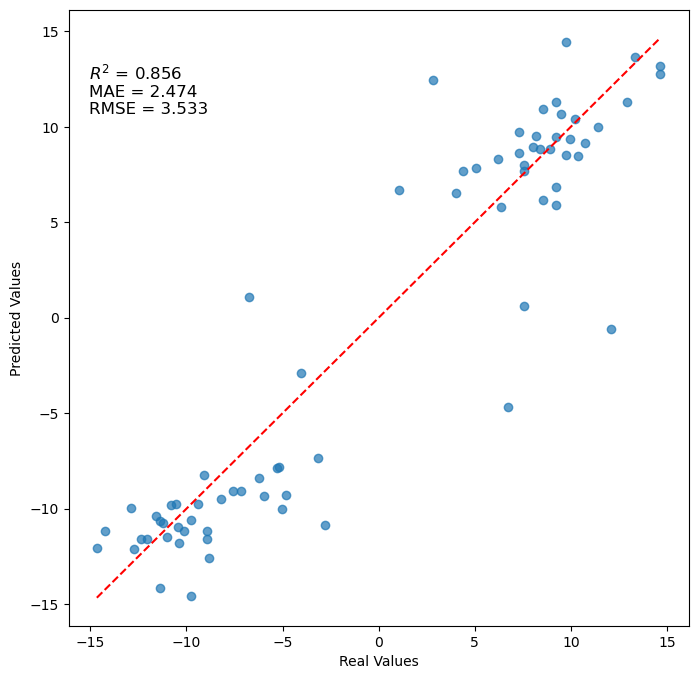 R² = 0.856
MAE = 2.474
RMSE = 3.533
Predicted Values
15
10
5
0
−5
−10
−15
−15
−10
−5
0
5
10
15
Real Values